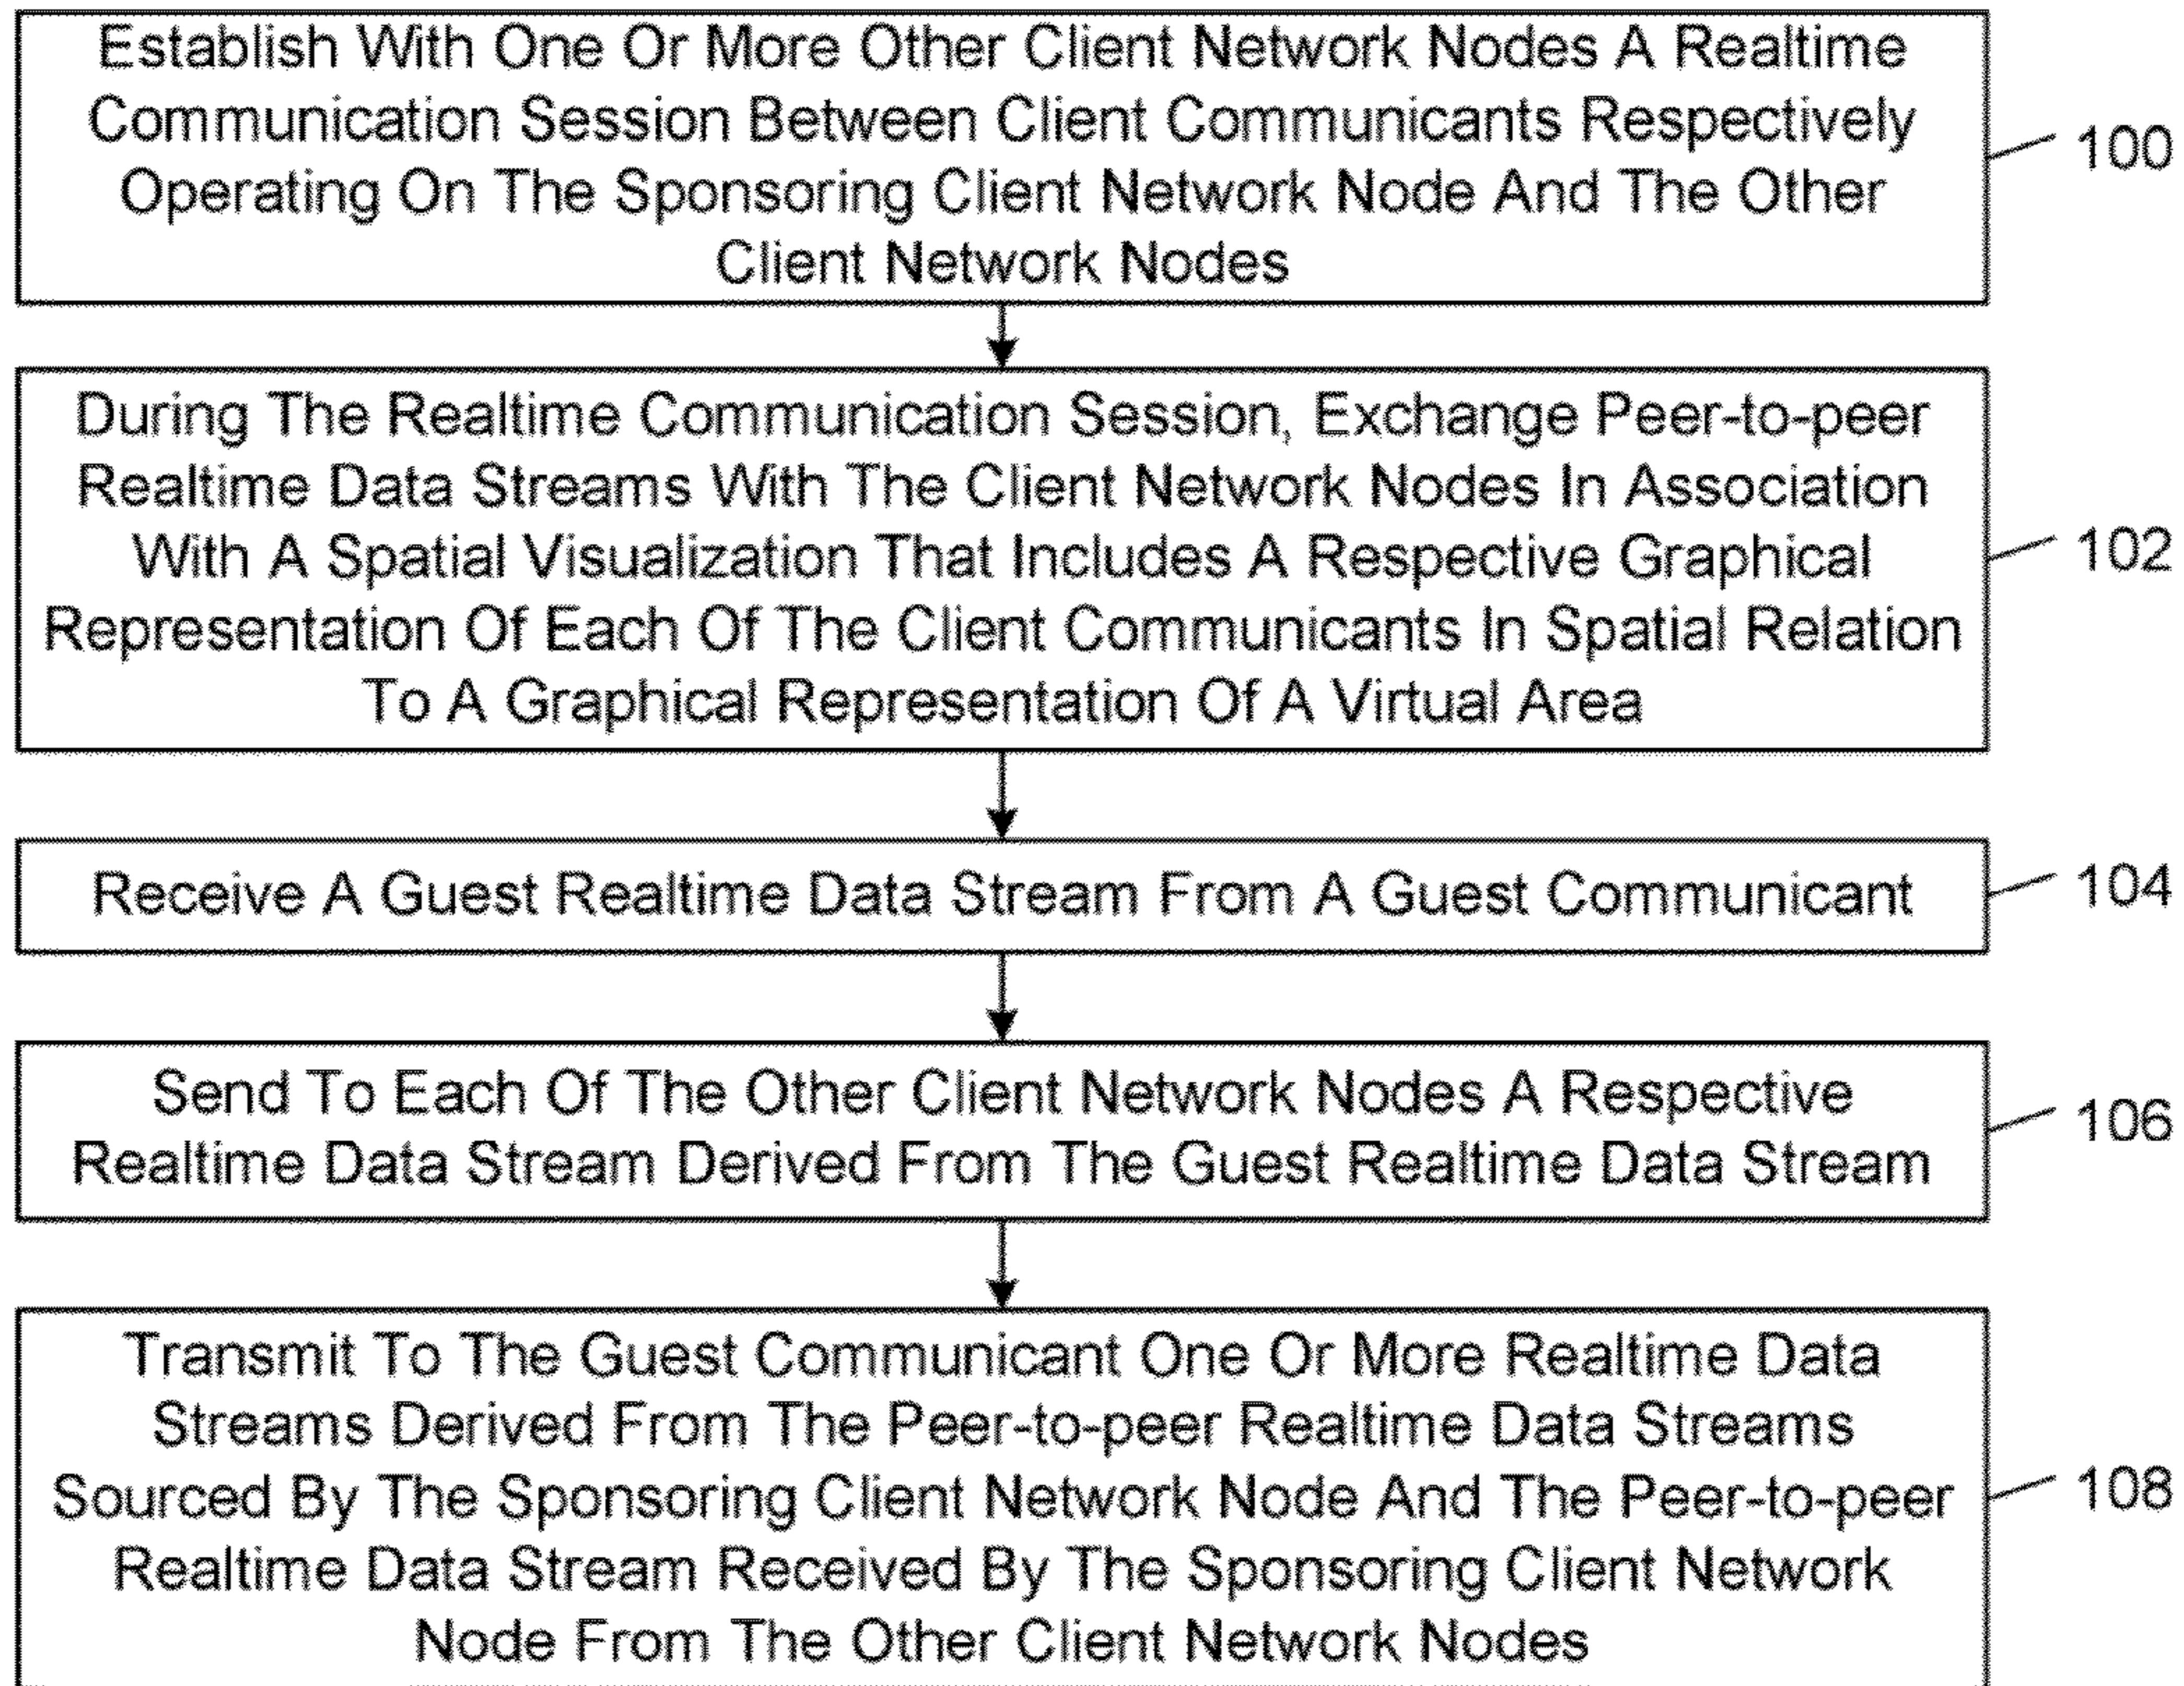 Establish With One Or More Other Client Network Nodes A Realtime
Communication Session Between Client Communicants Respectively
Operating On The Sponsoring Client Network Node And The Other
Client Network Nodes
100
During The Realtime Communication Session, Exchange Peer-to-peer
Realtime Data Streams With The Client Network Nodes In Association
With A Spatial Visualization That Includes A Respective Graphical
Representation Of Each Of The Client Communicants In Spatial Relation
To A Graphical Representation Of A Virtual Area
102
Receive A Guest Realtime Data Stream From A Guest Communicant
104
Send To Each Of The Other Client Network Nodes A Respective
Realtime Data Stream Derived From The Guest Realtime Data Stream
106
Transmit To The Guest Communicant One Or More Realtime Data
Streams Derived From The Peer-to-peer Realtime Data Streams
Sourced By The Sponsoring Client Network Node And The Peer-to-peer
Realtime Data Stream Received By The Sponsoring Client Network
Node From The Other Client Network Nodes
108